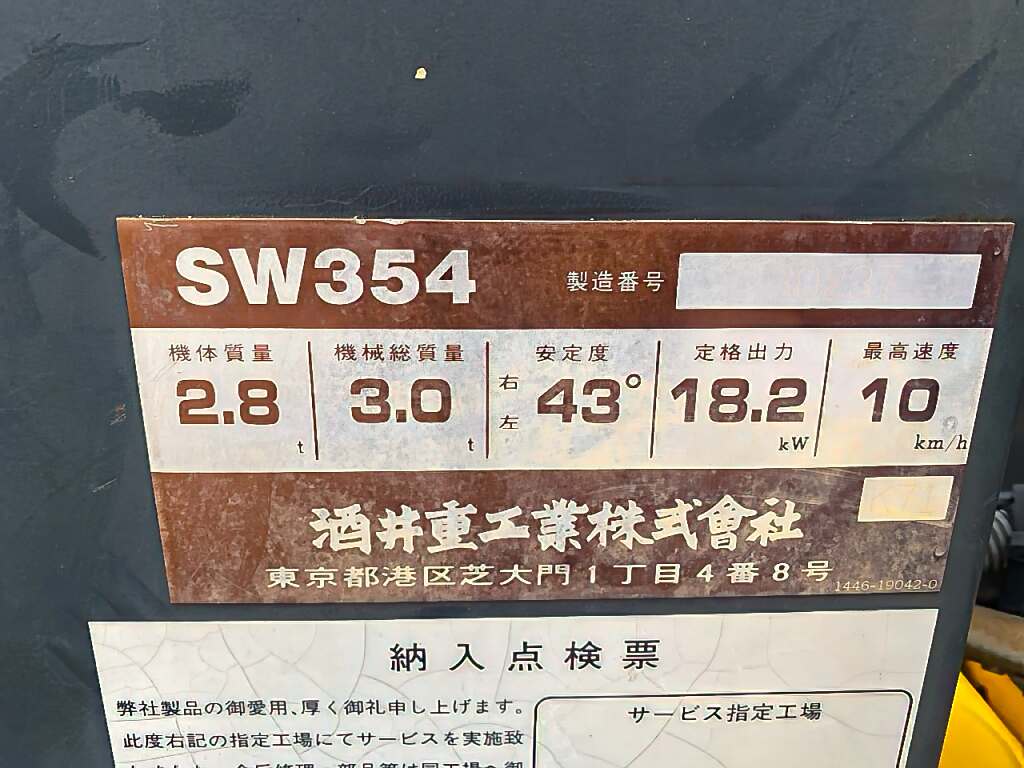 SW354 製造番号
機体質量 機械総質量 安定度 定格出力 最高速度
2.8 t 3.0 t 右 左 43° 18.2 kW 10 km/h
酒井重工業株式會社
東京都港区芝大門1丁目4番8号
1446-19042-0
納入点検票
弊社製品の御愛用、厚く御礼申し上げます。
サービス指定工場
此度右記の指定工場にてサービスを実施致